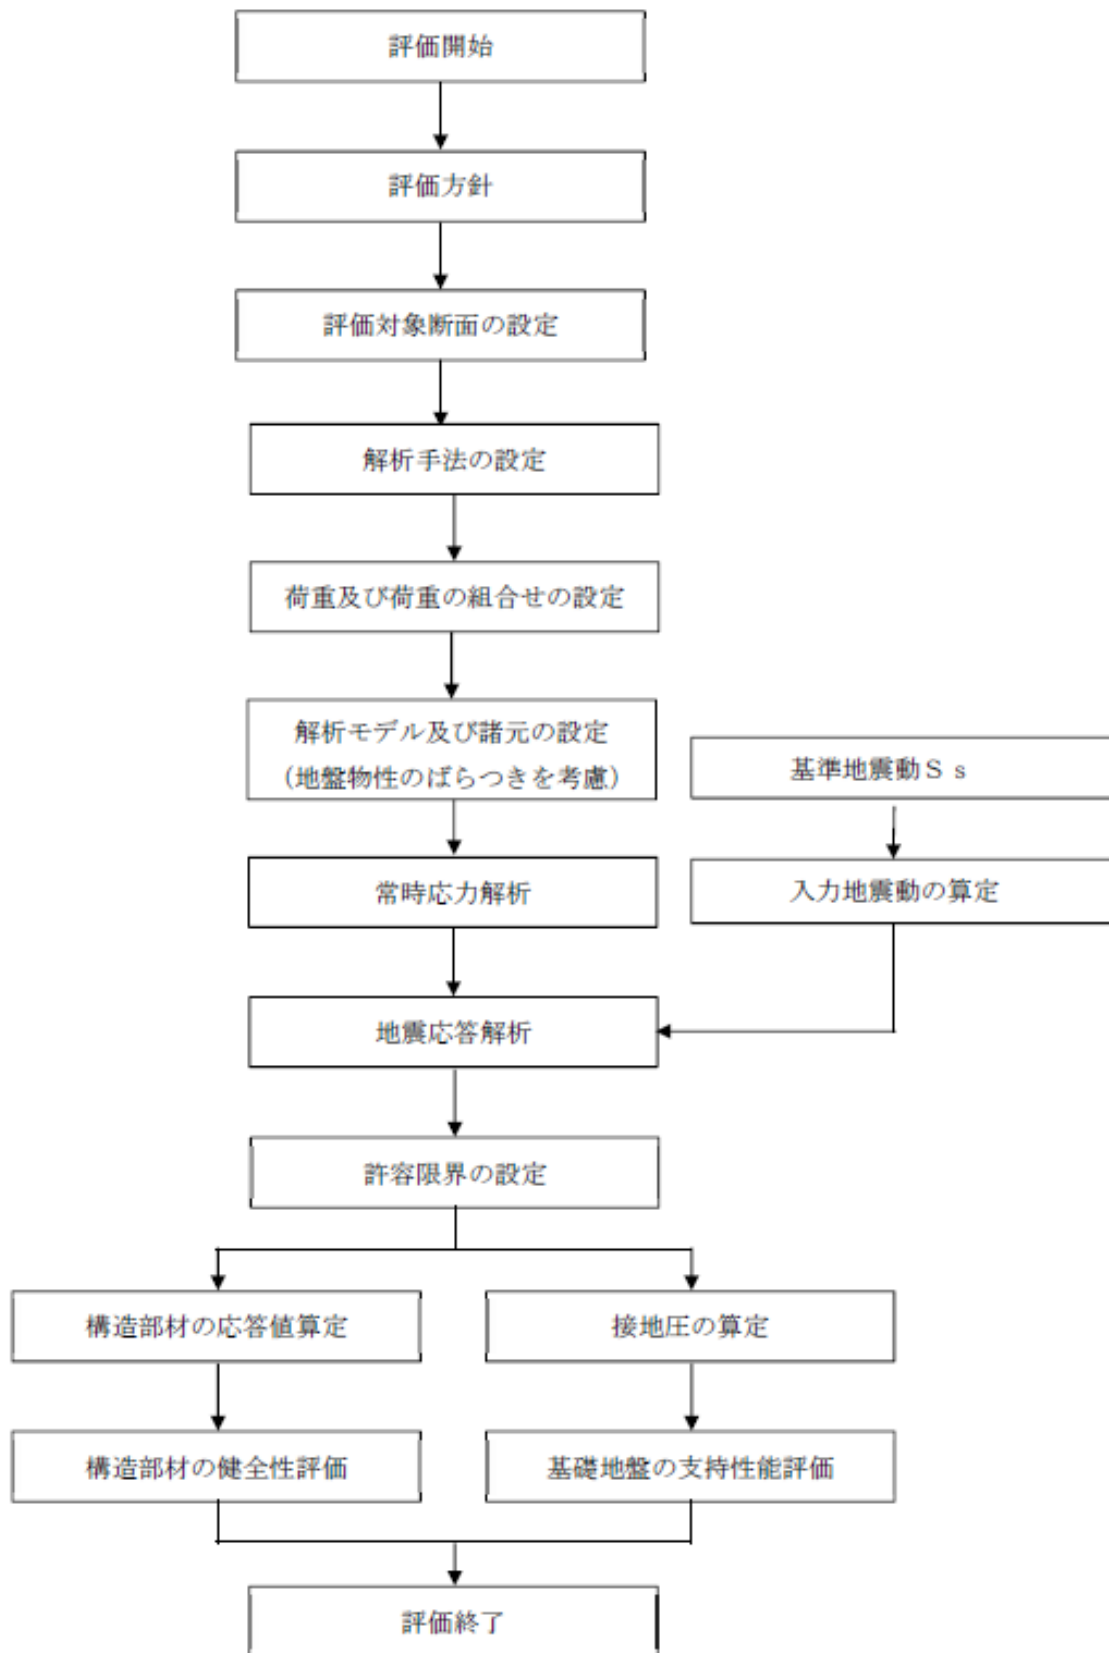 評価開始
評価方針
評価対象断面の設定
解析手法の設定
荷重及び荷重の組合せの設定
解析モデル及び諸元の設定
（地盤物性のばらつきを考慮）
基準地震動Ｓｓ
常時応力解析
入力地震動の算定
地震応答解析
許容限界の設定
構造部材の応答値算定
接地圧の算定
構造部材の健全性評価
基礎地盤の支持性能評価
評価終了